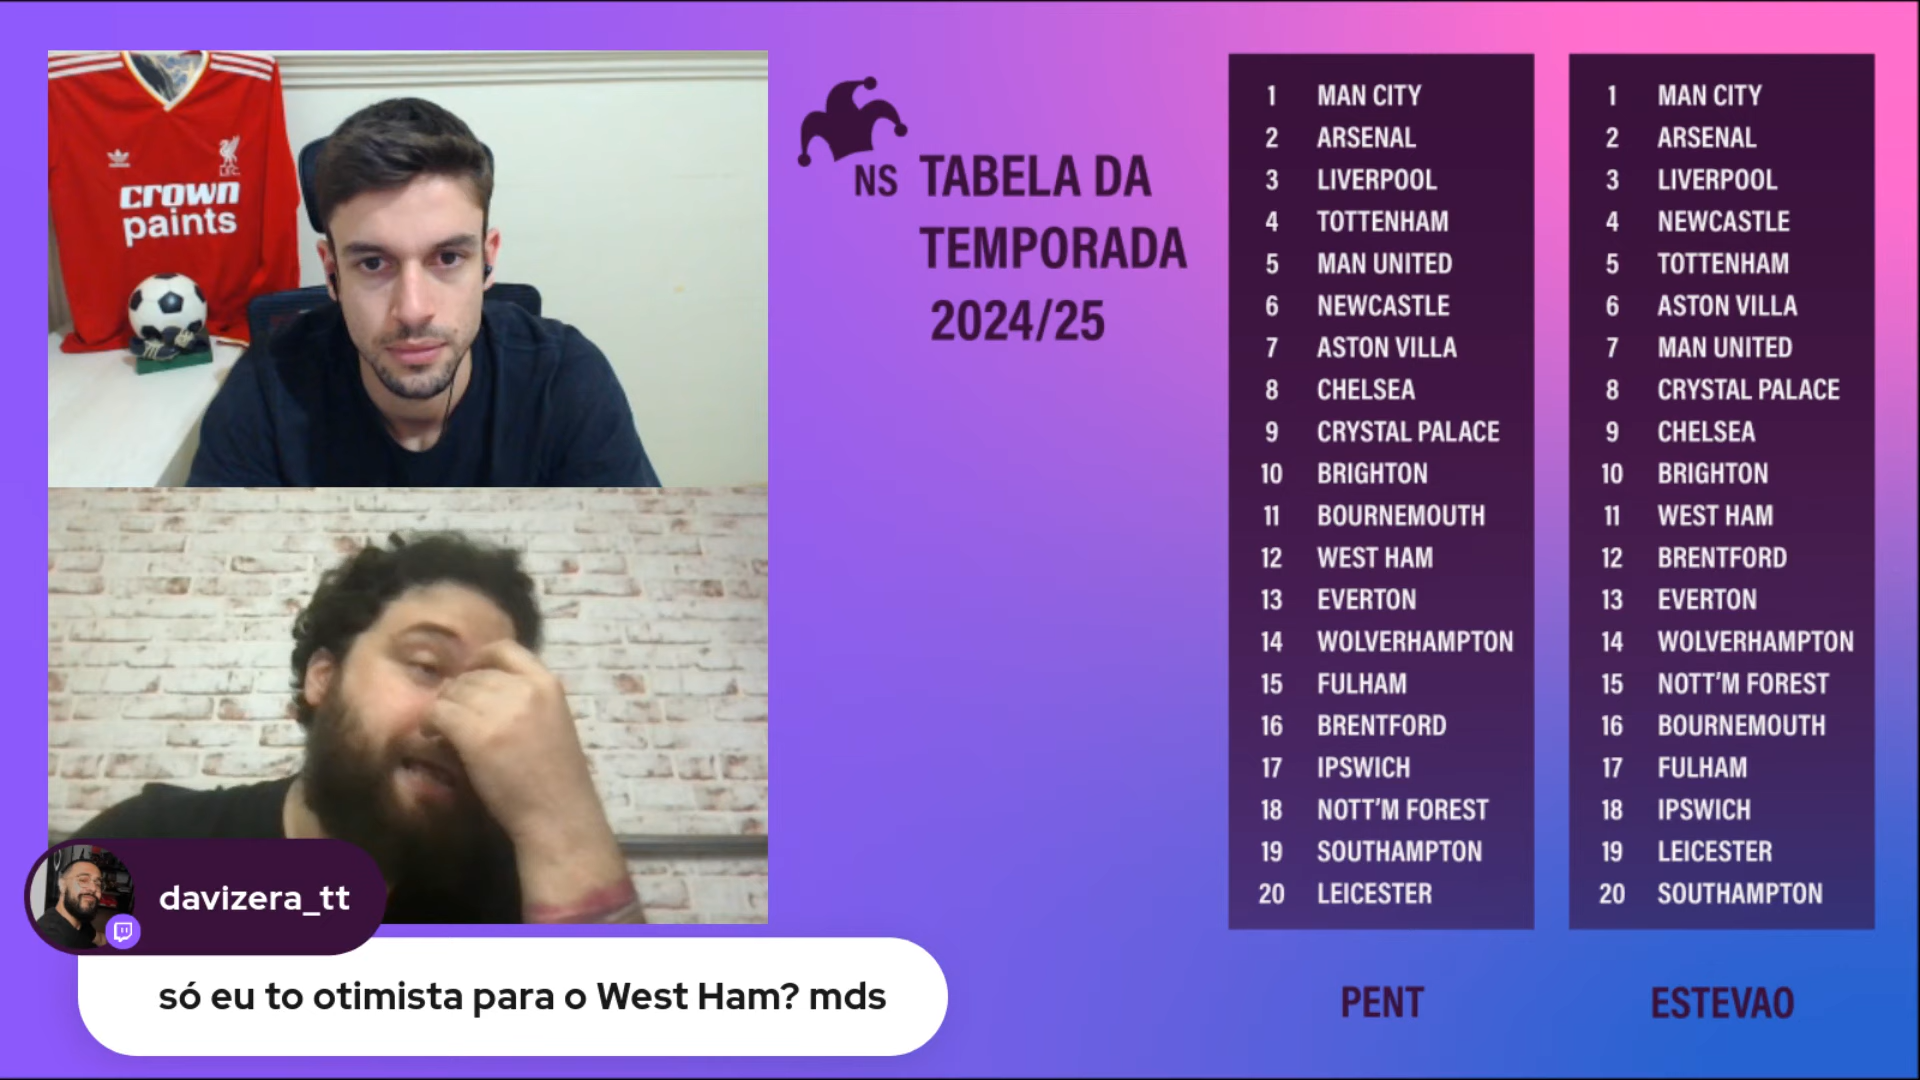 crown
paints
L.F.C.
NS TABELA DA
TEMPORADA
2024/25
1 MAN CITY
2 ARSENAL
3 LIVERPOOL
4 TOTTENHAM
5 MAN UNITED
6 NEWCASTLE
7 ASTON VILLA
8 CHELSEA
9 CRYSTAL PALACE
10 BRIGHTON
11 BOURNEMOUTH
12 WEST HAM
13 EVERTON
14 WOLVERHAMPTON
15 FULHAM
16 BRENTFORD
17 IPSWICH
18 NOTT'M FOREST
19 SOUTHAMPTON
20 LEICESTER
PENT
1 MAN CITY
2 ARSENAL
3 LIVERPOOL
4 NEWCASTLE
5 TOTTENHAM
6 ASTON VILLA
7 MAN UNITED
8 CRYSTAL PALACE
9 CHELSEA
10 BRIGHTON
11 WEST HAM
12 BRENTFORD
13 EVERTON
14 WOLVERHAMPTON
15 NOTT'M FOREST
16 BOURNEMOUTH
17 FULHAM
18 IPSWICH
19 LEICESTER
20 SOUTHAMPTON
ESTEVAO
davizera_tt
só eu to otimista para o West Ham? mds